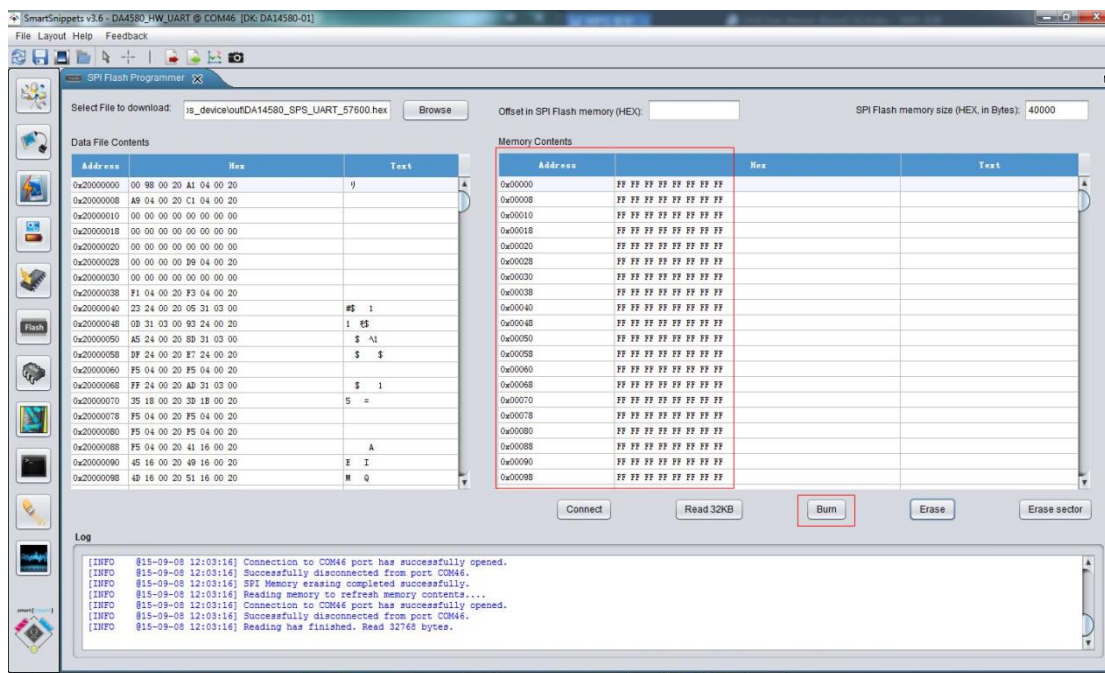 SmartSnippets v3.6 - DA4580_HW_UART @ COM46 [DK: DA14580-01]
File Layout Help Feedback
SPI Flash Programmer
Select File to download: s_device\out\DA14580_SPS_UART_57600.hex Browse Offset in SPI Flash memory (HEX): SPI Flash memory size (HEX, in Bytes): 40000
Data File Contents Memory Contents
Address Hex Text Address Hex Text
0x20000000 00 98 00 20 A1 04 00 20 0x00000 FF FF FF FF FF FF FF FF
0x20000008 A9 04 00 20 C1 04 00 20 0x00008 FF FF FF FF FF FF FF FF
0x20000010 00 00 00 00 00 00 00 00 0x00010 FF FF FF FF FF FF FF FF
0x20000018 00 00 00 00 00 00 00 00 0x00018 FF FF FF FF FF FF FF FF
0x20000020 00 00 00 00 00 00 00 00 0x00020 FF FF FF FF FF FF FF FF
0x20000028 00 00 00 00 D9 04 00 20 0x00028 FF FF FF FF FF FF FF FF
0x20000030 00 00 00 00 00 00 00 00 0x00030 FF FF FF FF FF FF FF FF
0x20000038 F1 04 00 20 F3 04 00 20 0x00038 FF FF FF FF FF FF FF FF
0x20000040 23 24 00 20 05 31 03 00 #$ 1 0x00040 FF FF FF FF FF FF FF FF
0x20000048 0D 31 03 00 93 24 00 20 1 $ 0x00048 FF FF FF FF FF FF FF FF
0x20000050 A5 24 00 20 8D 31 03 00 $ 1 0x00050 FF FF FF FF FF FF FF FF
0x20000058 DF 24 00 20 E7 24 00 20 $ $ 0x00058 FF FF FF FF FF FF FF FF
0x20000060 F5 04 00 20 F5 04 00 20 0x00060 FF FF FF FF FF FF FF FF
0x20000068 FF 24 00 20 AD 31 03 00 $ 1 0x00068 FF FF FF FF FF FF FF FF
0x20000070 35 18 00 20 3D 1B 00 20 5 = 0x00070 FF FF FF FF FF FF FF FF
0x20000078 F5 04 00 20 F5 04 00 20 0x00078 FF FF FF FF FF FF FF FF
0x20000080 F5 04 00 20 F5 04 00 20 0x00080 FF FF FF FF FF FF FF FF
0x20000088 F5 04 00 20 41 16 00 20 A 0x00088 FF FF FF FF FF FF FF FF
0x20000090 45 16 00 20 49 16 00 20 E I 0x00090 FF FF FF FF FF FF FF FF
0x20000098 4D 16 00 20 51 16 00 20 M Q 0x00098 FF FF FF FF FF FF FF FF
Flash
Connect Read 32KB Burn Erase Erase sector
Log
[INFO @15-09-08 12:03:16] Connection to COM46 port has successfully opened.
[INFO @15-09-08 12:03:16] Successfully disconnected from port COM46.
[INFO @15-09-08 12:03:16] SPI Memory erasing completed successfully.
[INFO @15-09-08 12:03:16] Reading memory to refresh memory contents....
[INFO @15-09-08 12:03:16] Connection to COM46 port has successfully opened.
[INFO @15-09-08 12:03:16] Successfully disconnected from port COM46.
[INFO @15-09-08 12:03:16] Reading has finished. Read 32768 bytes.